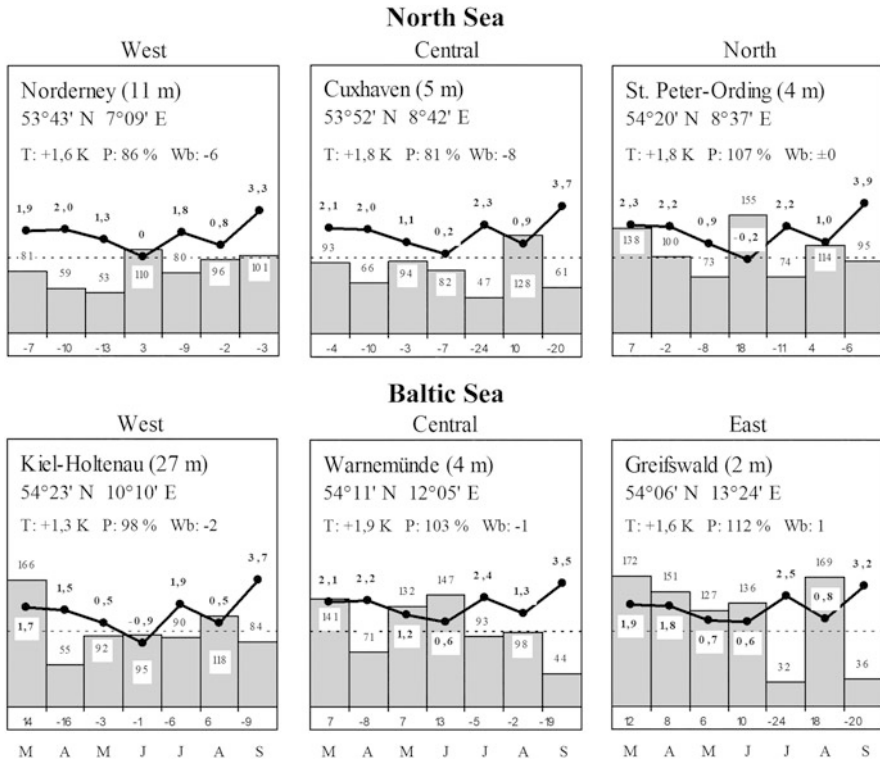 North Sea
West Central North
Norderney (11 m) Cuxhaven (5 m) St. Peter-Ording (4 m)
53°43' N 7°09' E 53°52' N 8°42' E 54°20' N 8°37' E
T: +1,6 K P: 86 % Wb: -6 T: +1,8 K P: 81 % Wb: -8 T: +1,8 K P: 107 % Wb: ±0
1,9 2,0 1,3 0 1,8 0,8 3,3 2,1 2,0 1,1 0,2 2,3 0,9 3,7 2,3 2,2 0,9 -0,2 2,2 1,0 3,9
81 59 53 110 80 96 101 93 66 94 82 47 128 61 138 100 73 155 74 114 95
-7 -10 -13 3 -9 -2 -3 -4 -10 -3 -7 -24 10 -20 7 -2 -8 18 -11 4 -6
Baltic Sea
West Central East
Kiel-Holtenau (27 m) Warnemünde (4 m) Greifswald (2 m)
54°23' N 10°10' E 54°11' N 12°05' E 54°06' N 13°24' E
T: +1,3 K P: 98 % Wb: -2 T: +1,9 K P: 103 % Wb: -1 T: +1,6 K P: 112 % Wb: 1
1,7 1,5 0,5 -0,9 1,9 0,5 3,7 2,1 2,2 1,2 0,6 2,4 1,3 3,5 1,9 1,8 0,7 0,6 2,5 0,8 3,2
166 55 92 95 90 118 84 141 71 132 147 93 98 44 172 151 127 136 32 169 36
14 -16 -3 -1 -6 6 -9 7 -8 7 13 -5 -2 -19 12 8 6 10 -24 18 -20
M A M J J A S M A M J J A S M A M J J A S